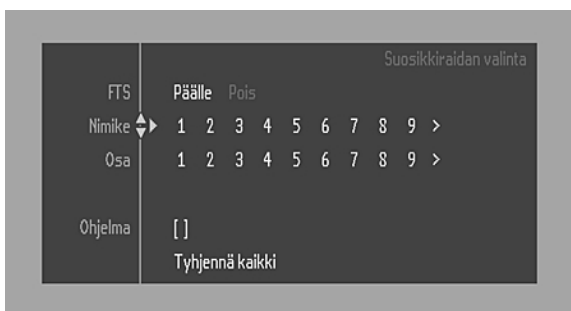 Suosikkiraidan valinta
FTS Päälle Pois
Nimike 1 2 3 4 5 6 7 8 9 >
Osa 1 2 3 4 5 6 7 8 9 >
Ohjelma [ ]
Tyhjennä kaikki